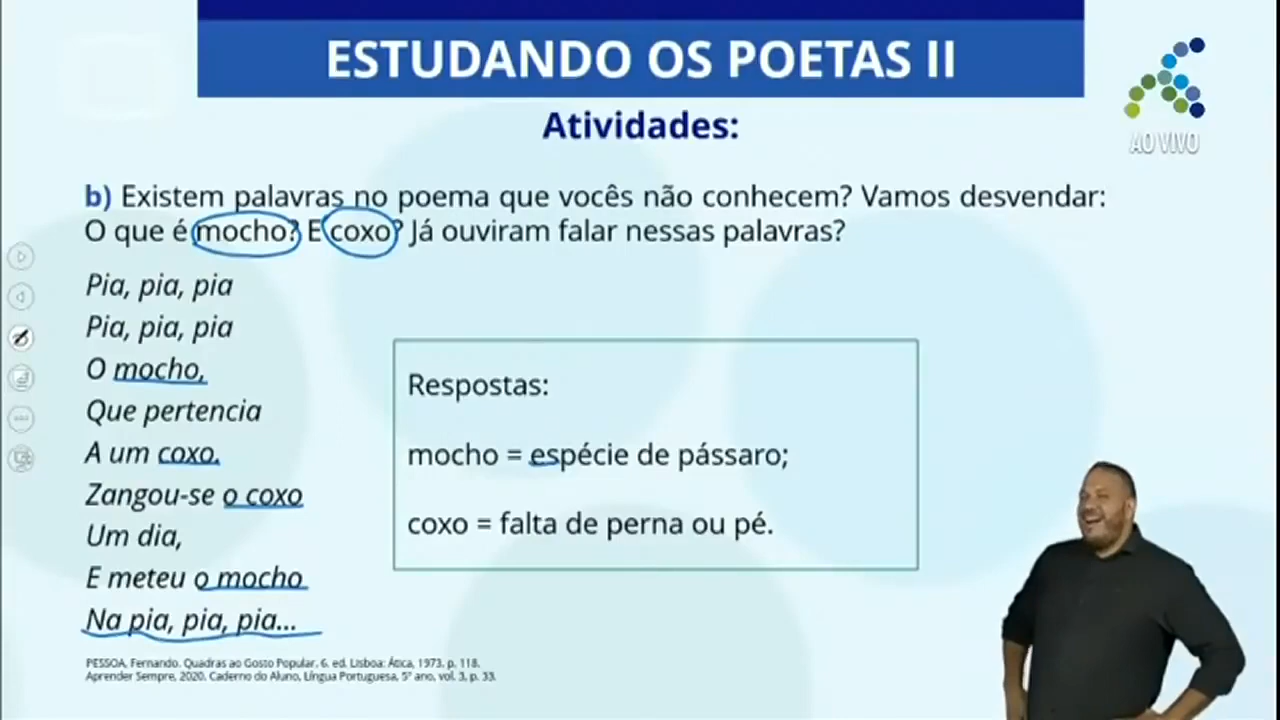 ESTUDANDO OS POETAS II
AO VIVO
Atividades:
b) Existem palavras no poema que vocês não conhecem? Vamos desvendar:
O que é mocho? E coxo? Já ouviram falar nessas palavras?
Pia, pia, pia
Pia, pia, pia
O mocho,
Que pertencia
A um coxo.
Zangou-se o coxo
Um dia,
E meteu o mocho
Na pia, pia, pia...
Respostas:
mocho = espécie de pássaro;
coxo = falta de perna ou pé.
PESSOA, Fernando. Quadras ao Gosto Popular. 6. ed. Lisboa: Ática, 1973. p. 118.
Aprender Sempre, 2020. Caderno do Aluno, Língua Portuguesa, 5° ano, vol. 3, p. 33.